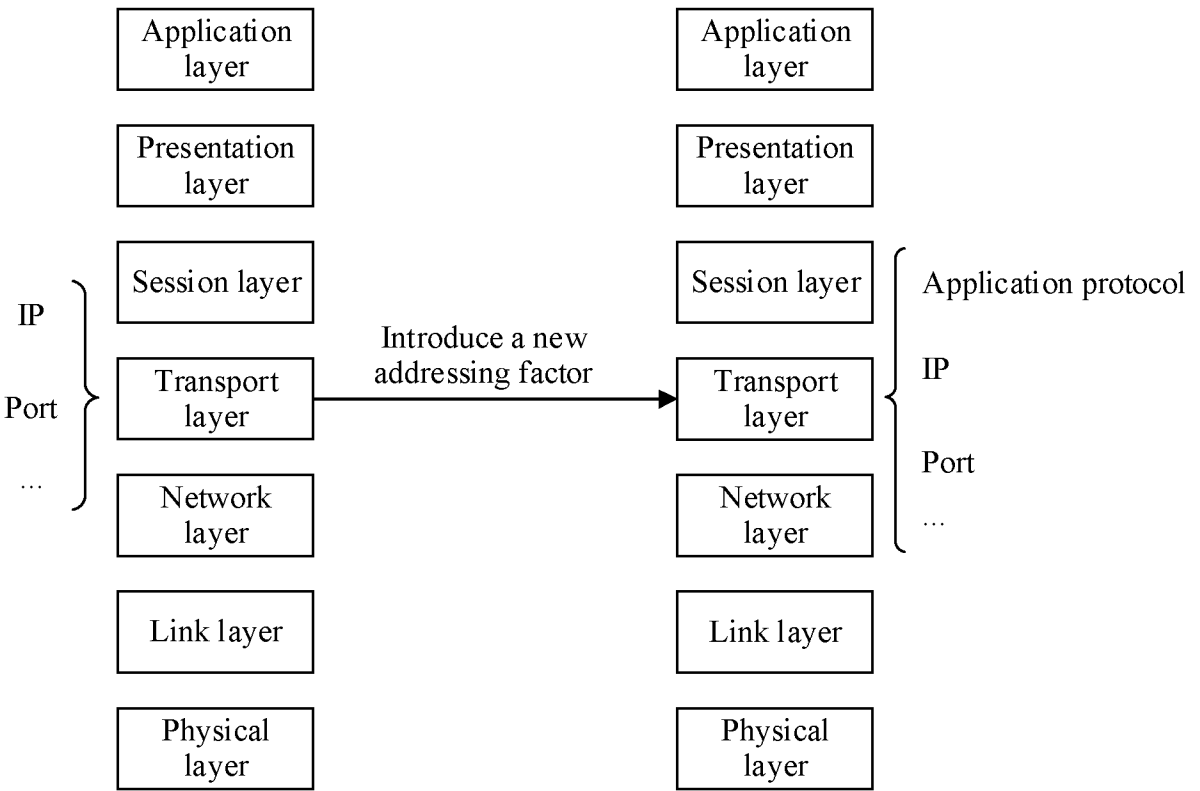 Application
layer
Presentation
layer
Session layer
Transport
layer
Network
layer
Link layer
Physical
layer
IP
Port
...
Introduce a new
addressing factor
Application
layer
Presentation
layer
Session layer
Transport
layer
Network
layer
Link layer
Physical
layer
Application protocol
IP
Port
...